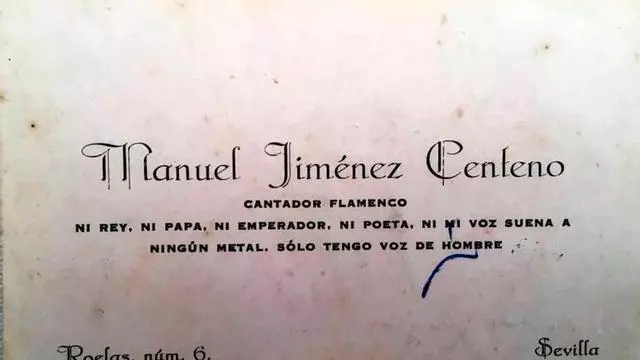 Manuel Jiménez Centeno
CANTADOR FLAMENCO
NI REY, NI PAPA, NI EMPERADOR, NI POETA, NI MI VOZ SUENA A
NINGÚN METAL. SÓLO TENGO VOZ DE HOMBRE
Roelas, núm. 6. Sevilla